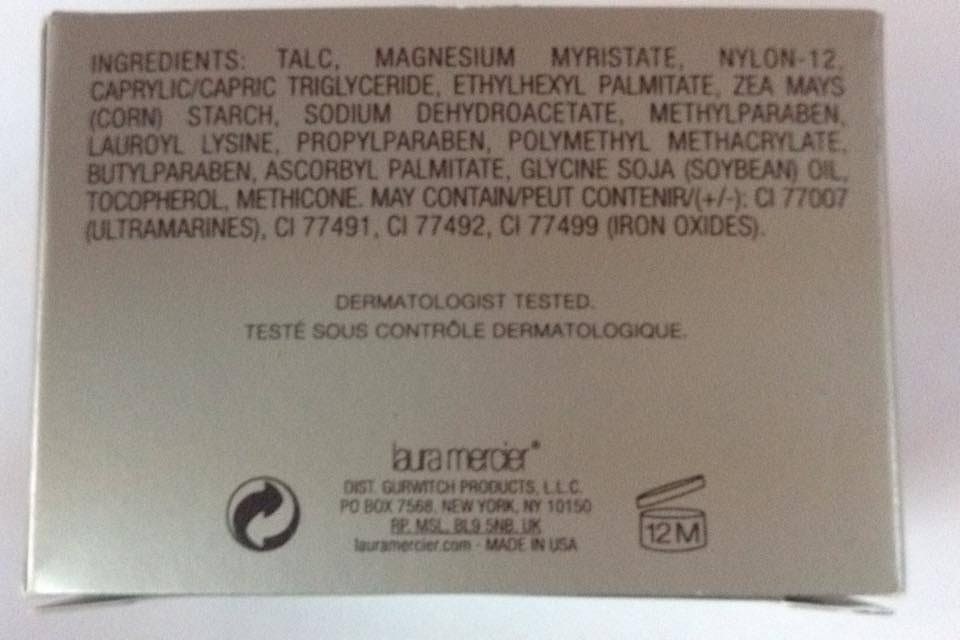 INGREDIENTS: TALC, MAGNESIUM MYRISTATE, NYLON-12,
CAPRYLIC/CAPRIC TRIGLYCERIDE, ETHYLHEXYL PALMITATE, ZEA MAYS
(CORN) STARCH, SODIUM DEHYDROACETATE, METHYLPARABEN,
LAUROYL LYSINE, PROPYLPARABEN, POLYMETHYL METHACRYLATE,
BUTYLPARABEN, ASCORBYL PALMITATE, GLYCINE SOJA (SOYBEAN) OIL,
TOCOPHEROL, METHICONE. MAY CONTAIN/PEUT CONTENIR/(+/-): CI 77007
(ULTRAMARINES), CI 77491, CI 77492, CI 77499 (IRON OXIDES).
DERMATOLOGIST TESTED.
TESTÉ SOUS CONTRÔLE DERMATOLOGIQUE.
laura mercier®
DIST. GURWITCH PRODUCTS, L.L.C.
PO BOX 7568, NEW YORK, NY 10150
RP. MSL. BL9 5NB. UK
lauramercier.com - MADE IN USA
12 M